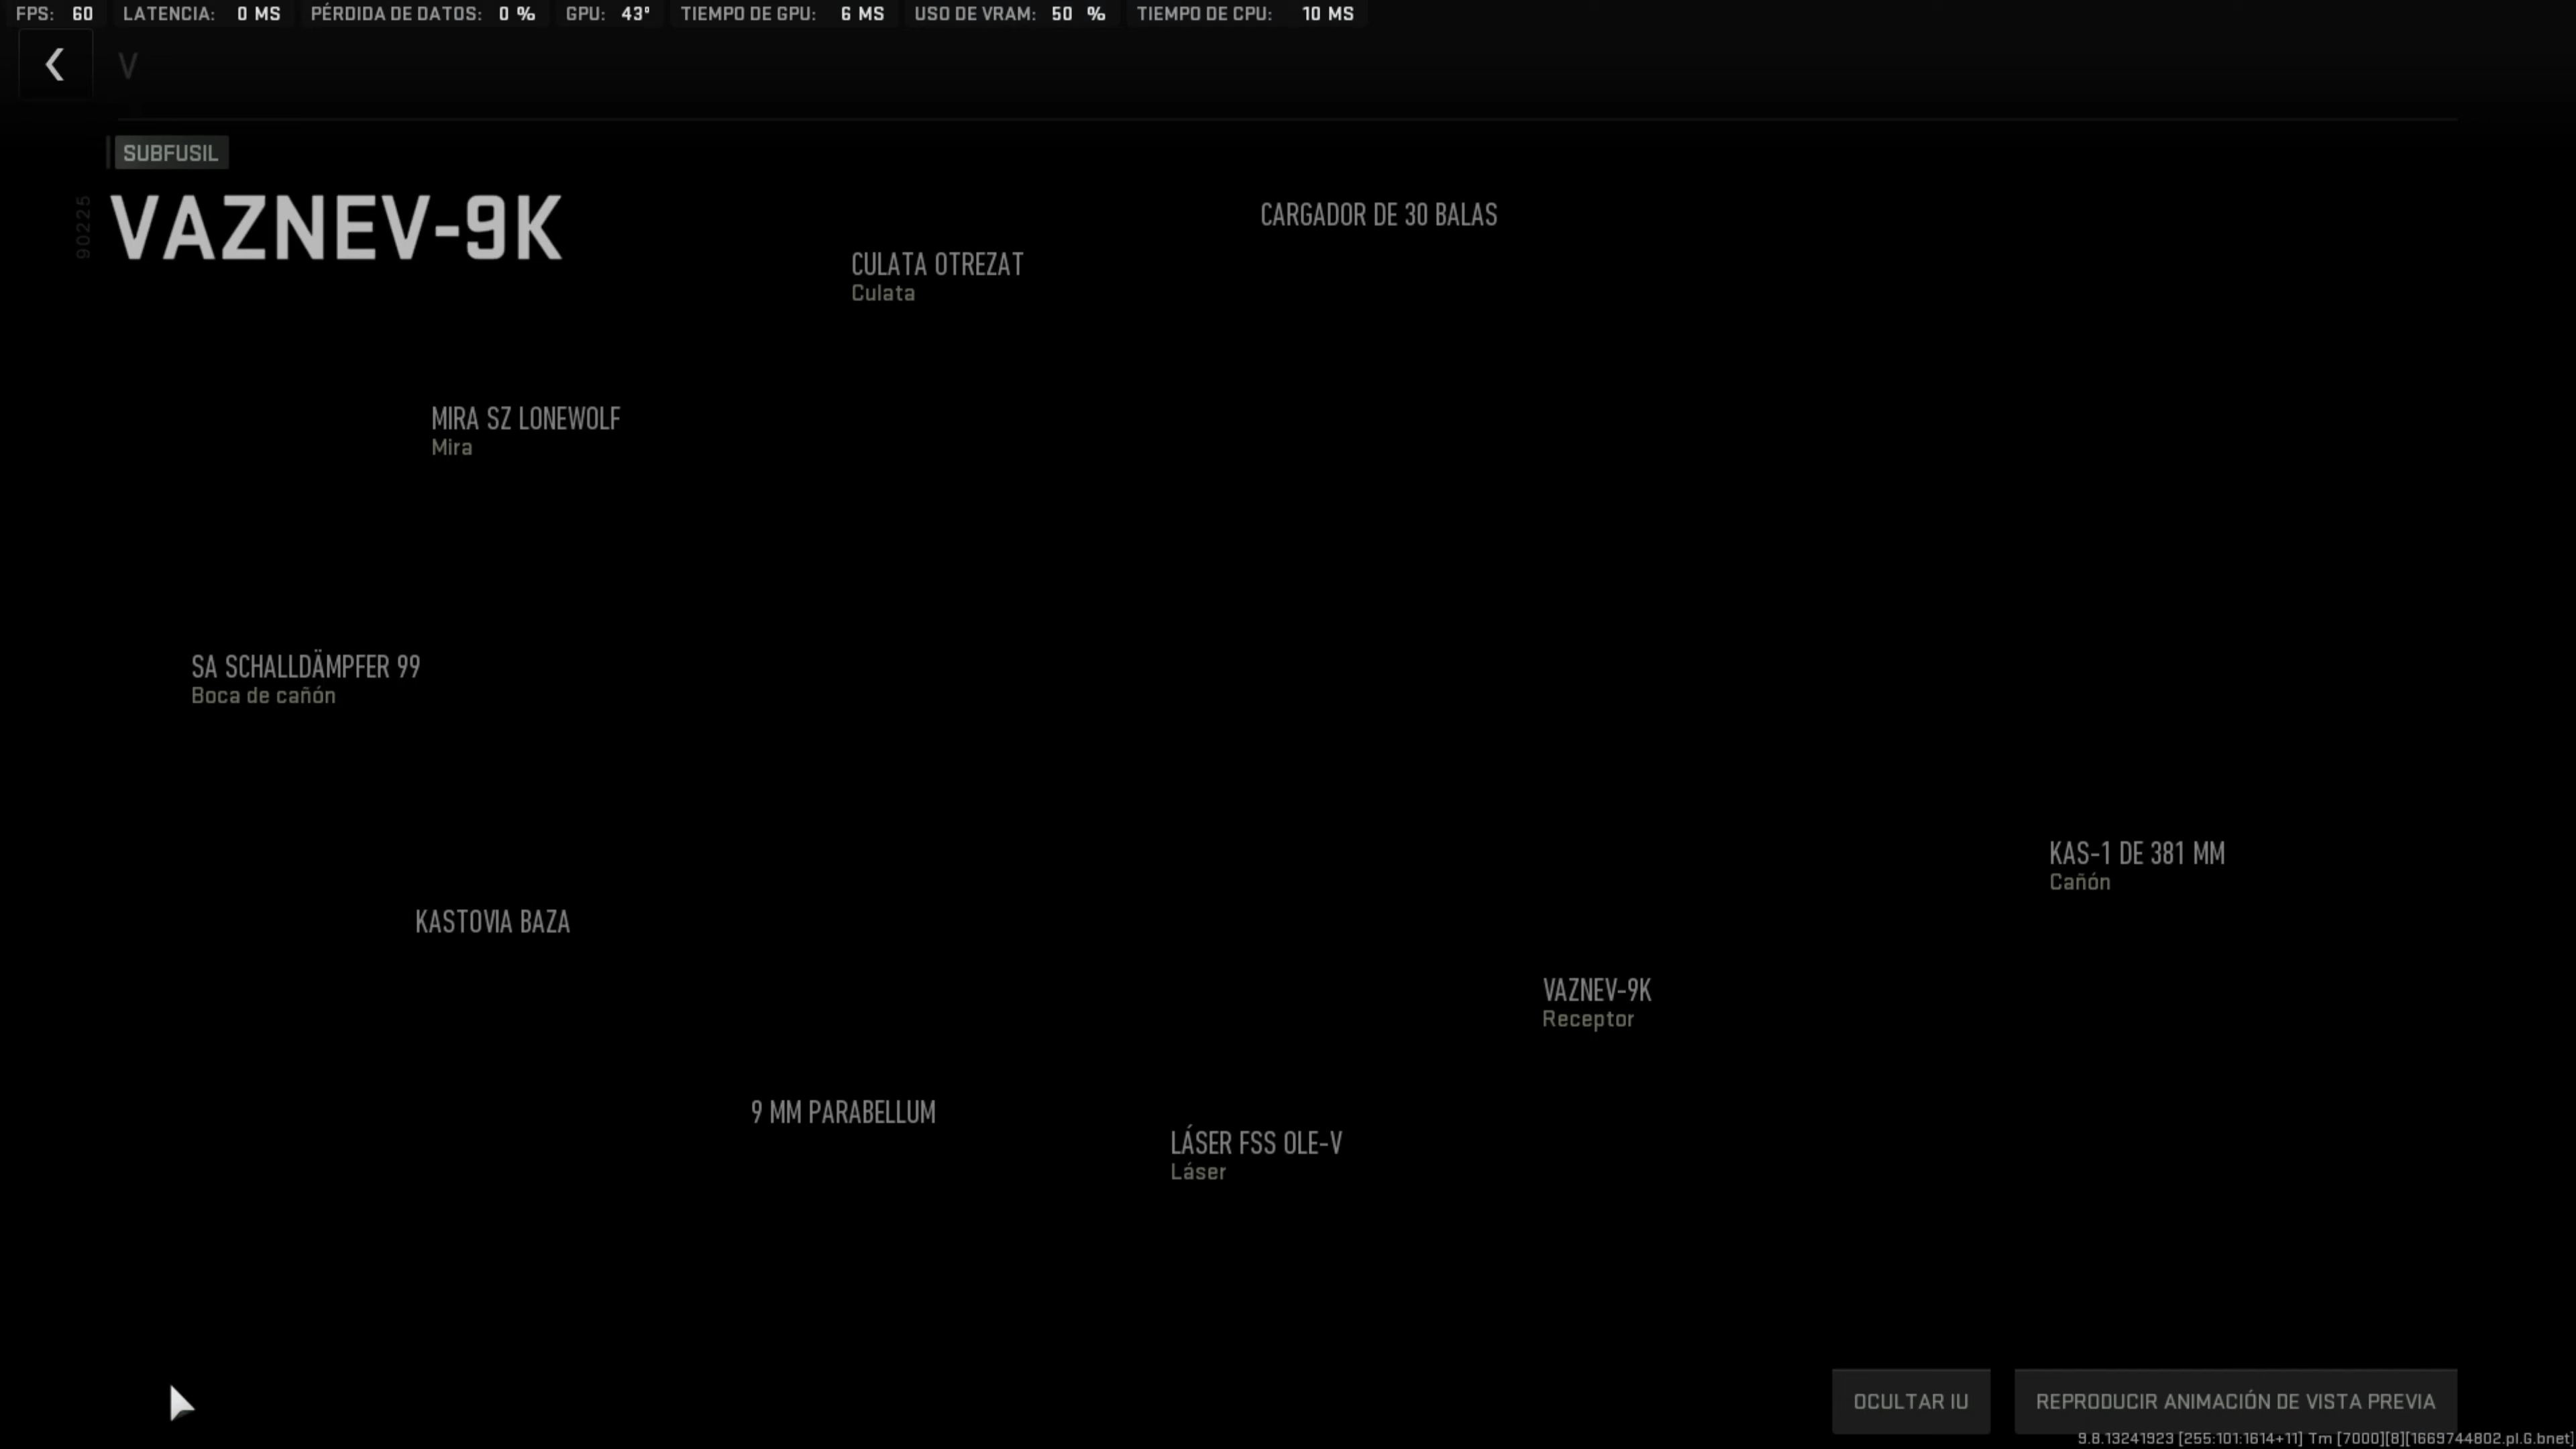 FPS: 60 LATENCIA: 0 MS PÉRDIDA DE DATOS: 0 % GPU: 43° TIEMPO DE GPU: 6 MS USO DE VRAM: 50 % TIEMPO DE CPU: 10 MS
V
SUBFUSIL
90225
VAZNEV-9K
CARGADOR DE 30 BALAS
CULATA OTREZAT
Culata
MIRA SZ LONEWOLF
Mira
SA SCHALLDÄMPFER 99
Boca de cañón
KAS-1 DE 381 MM
Cañón
KASTOVIA BAZA
VAZNEV-9K
Receptor
9 MM PARABELLUM
LÁSER FSS OLE-V
Láser
OCULTAR IU
REPRODUCIR ANIMACIÓN DE VISTA PREVIA
9.8.13241923 [255:101:1614+11] Tm [7000][8][1669744802.pl.G.bnet]